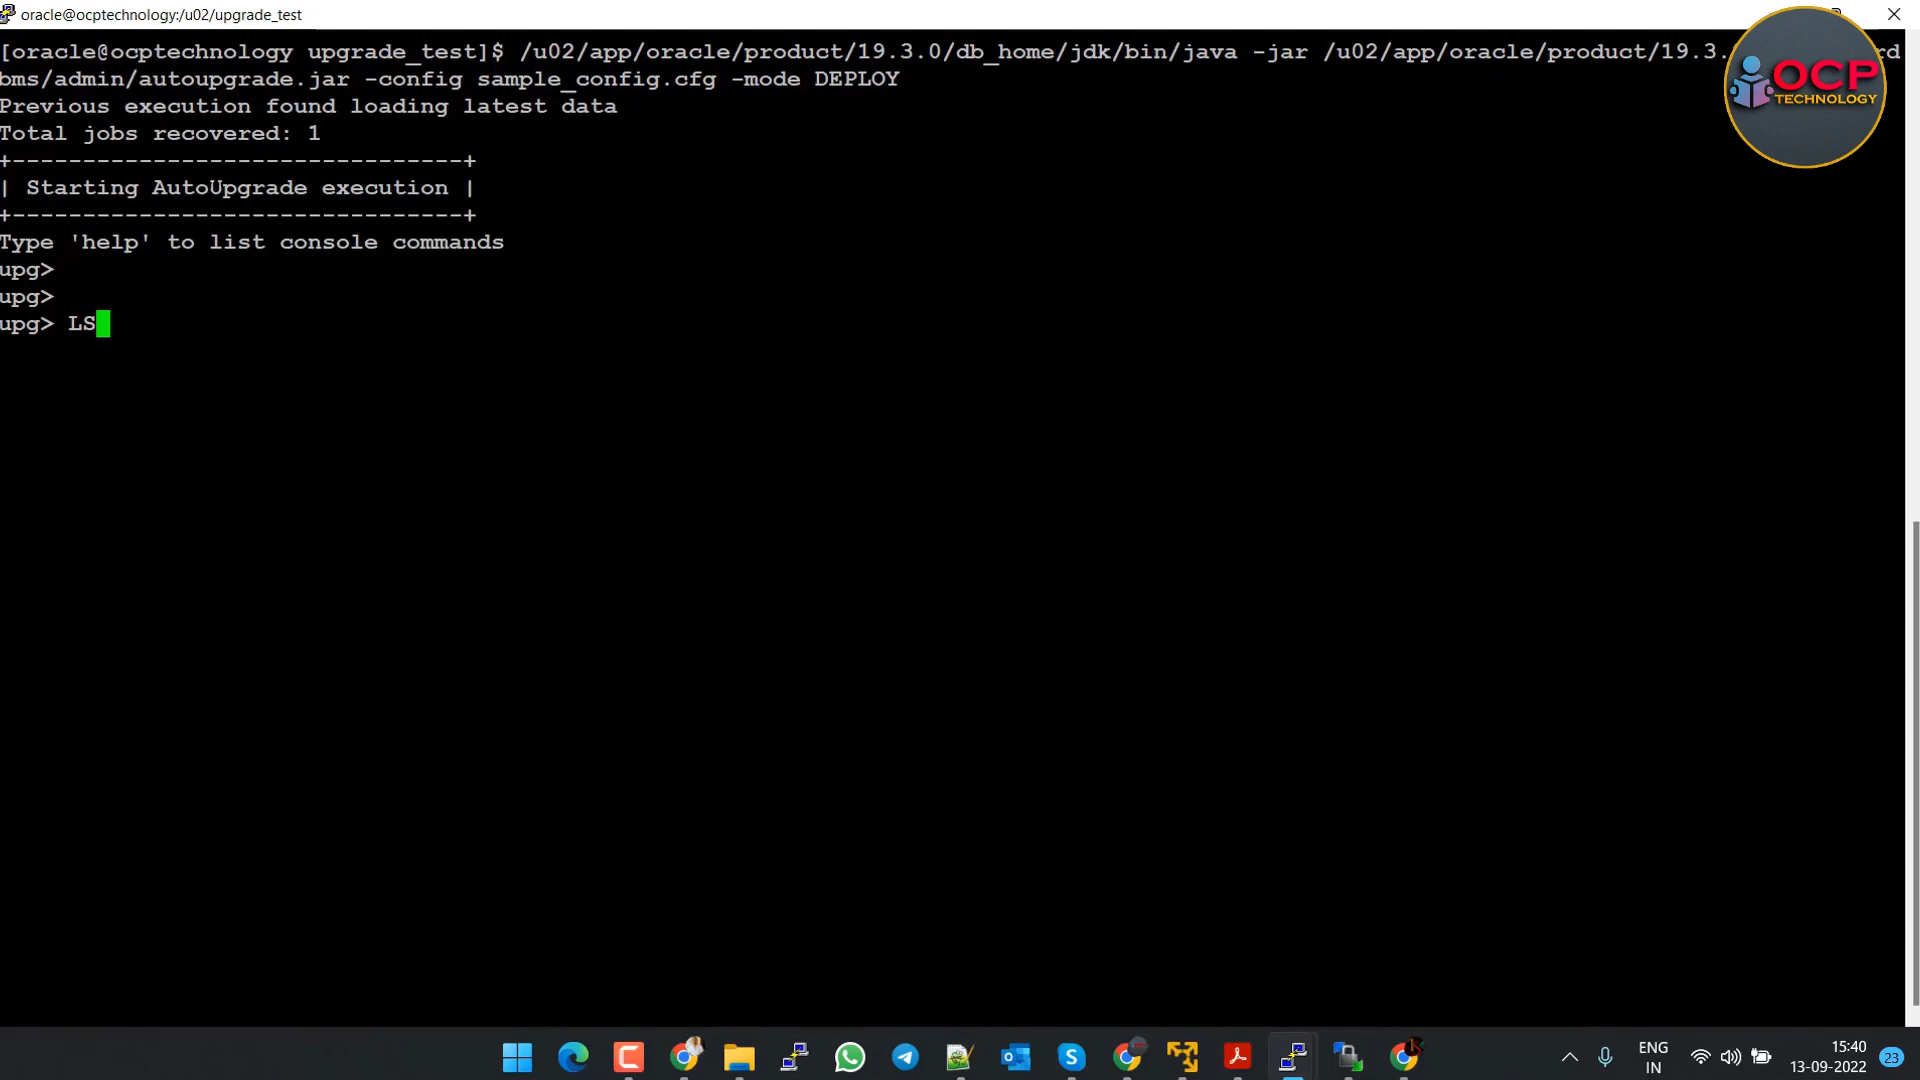 oracle@ocptechnology:/u02/upgrade_test
[oracle@ocptechnology upgrade_test]$ /u02/app/oracle/product/19.3.0/db_home/jdk/bin/java -jar /u02/app/oracle/product/19.3. rd
bms/admin/autoupgrade.jar -config sample_config.cfg -mode DEPLOY
Previous execution found loading latest data
Total jobs recovered: 1
+--------------------------------+
| Starting AutoUpgrade execution |
+--------------------------------+
Type 'help' to list console commands
upg>
upg>
upg> LS
OCP
TECHNOLOGY
ENG
IN
15:40
13-09-2022
23